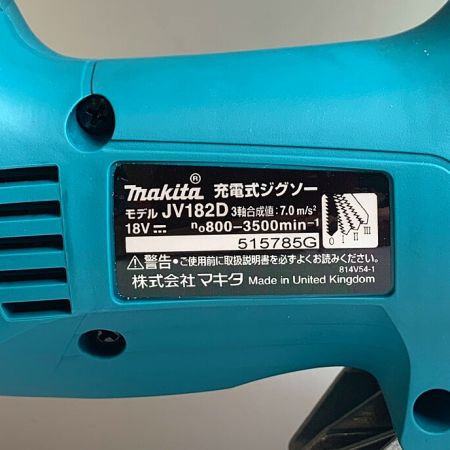 makita® 充電式ジグソー
モデル JV182D 3軸合成値：7.0 m/s²
18V⎓ n₀800－3500min⁻¹
0 I II III
515785G
⚠警告・ご使用前に取扱説明書を必ずよくお読みください。
814V54-1
株式会社 マキタ Made in United Kingdom